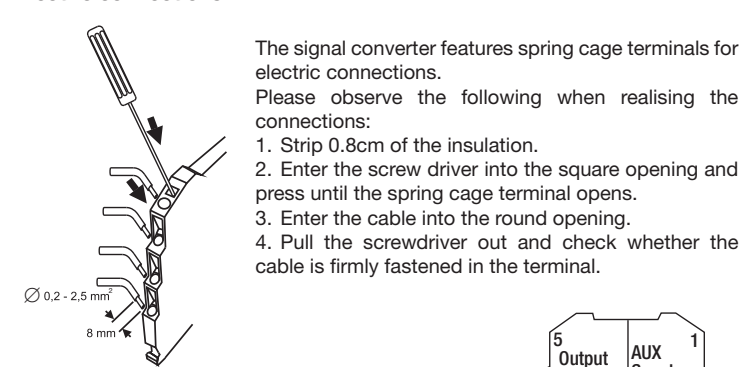 The signal converter features spring cage terminals for
electric connections.
Please observe the following when realising the
connections:
1. Strip 0.8cm of the insulation.
2. Enter the screw driver into the square opening and
press until the spring cage terminal opens.
3. Enter the cable into the round opening.
4. Pull the screwdriver out and check whether the
cable is firmly fastened in the terminal.
∅ 0,2 - 2,5 mm²
8 mm
5 1
Output AUX